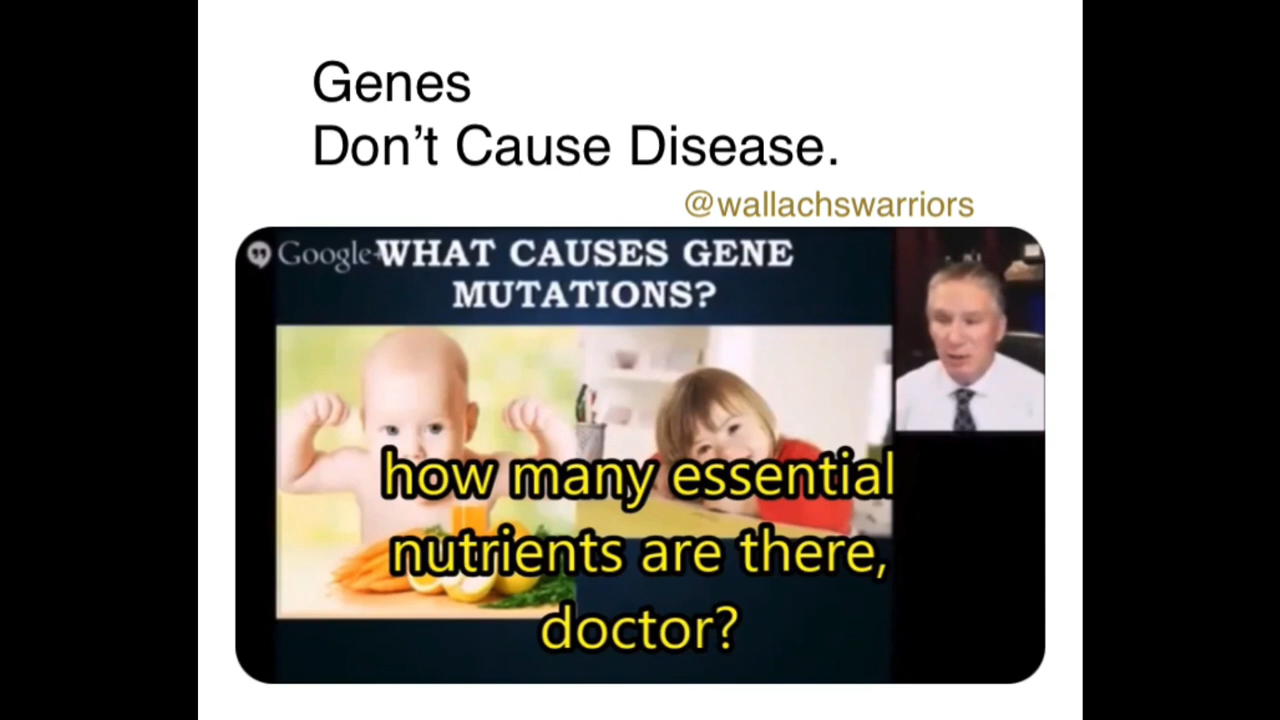 Genes
Don’t Cause Disease.
@wallachswarriors
Google+
WHAT CAUSES GENE
MUTATIONS?
how many essential
nutrients are there,
doctor?